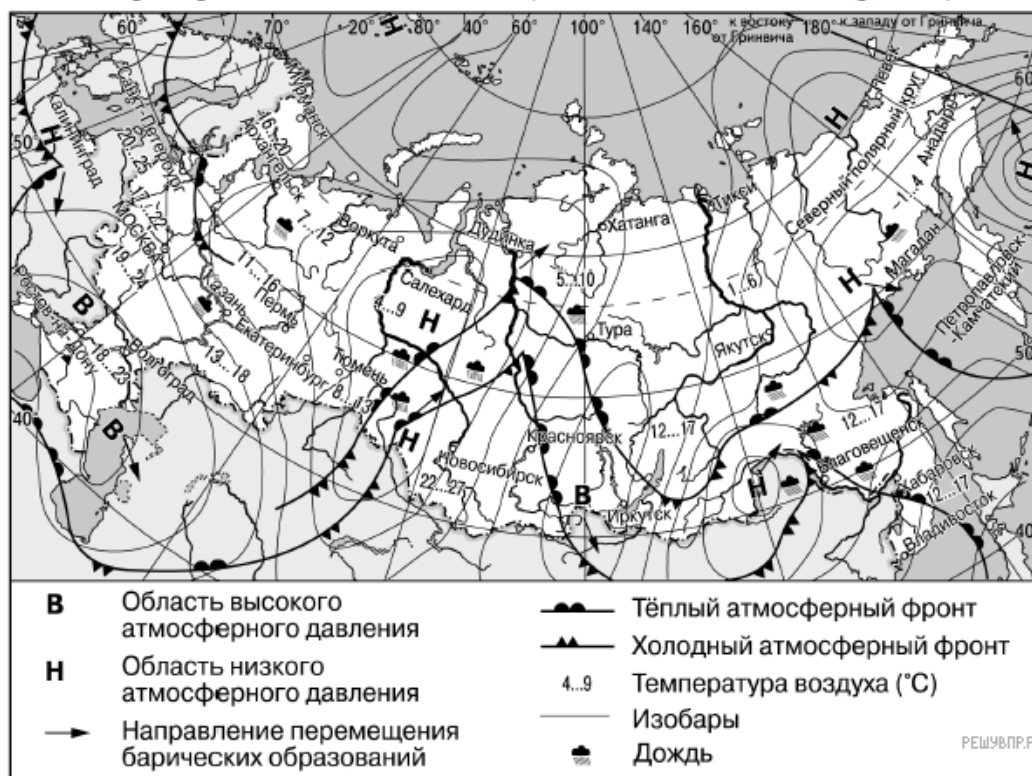 60° 70° 20° 40° 60° 100° 140° 160° 180°
к востоку от Гринвича
к западу от Гринвича
60
50
40
50
40
Н
Калининград
Санкт-Петербург
20...25
Мурманск
16...20
Архангельск
17...22
МОСКВА
19...24
7...12
Воркута
Дудинка
Хатанга
Тикси
Певек
Северный полярный круг
Анадырь
-1...4
Н
Магадан
Петропавловск-
-Камчатский
11...16
Пермь
Казань
Салехард
4...9
Н
5...10
1...6
Тура
Якутск
В
Ростов-на-Дону
18...23
Волгоград
Екатеринбург
13...18
Тюмень
8...13
Н
Новосибирск
22...27
Красноярск
12...17
Иркутск
В
Н
12...17
Благовещенск
Хабаровск
12...17
Владивосток
В
Н
Н
Н
В Область высокого
атмосферного давления
Н Область низкого
атмосферного давления
Направление перемещения
барических образований
Тёплый атмосферный фронт
Холодный атмосферный фронт
4...9 Температура воздуха (°С)
Изобары
Дождь